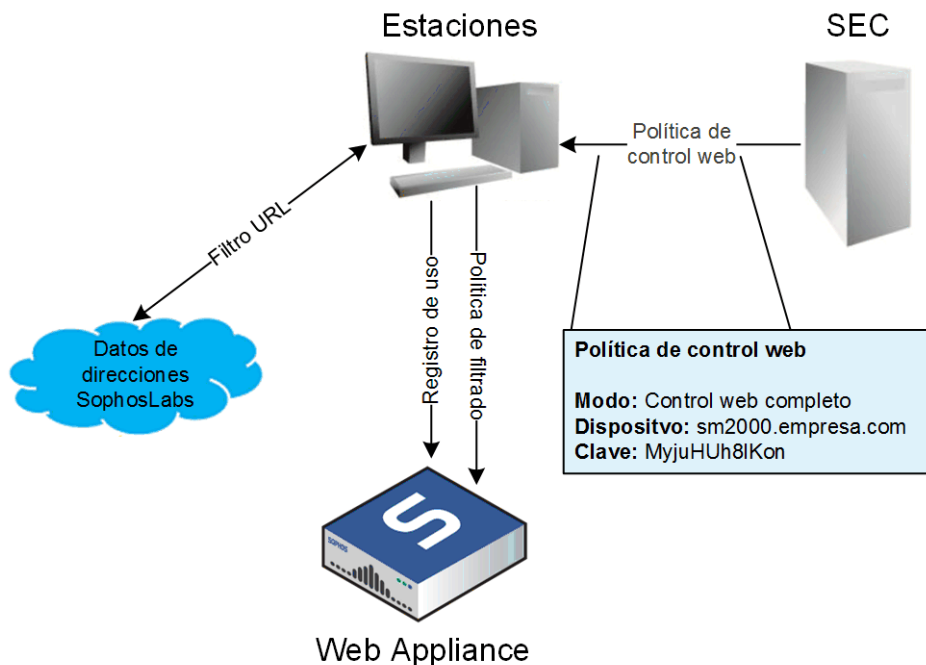 Estaciones
SEC
Política de
control web
Filtro URL
Registro de uso
Política de filtrado
Datos de
direcciones
SophosLabs
Política de control web
Modo: Control web completo
Dispositvo: sm2000.empresa.com
Clave: MyjuHUh8IKon
S
SOPHOS
Web Appliance